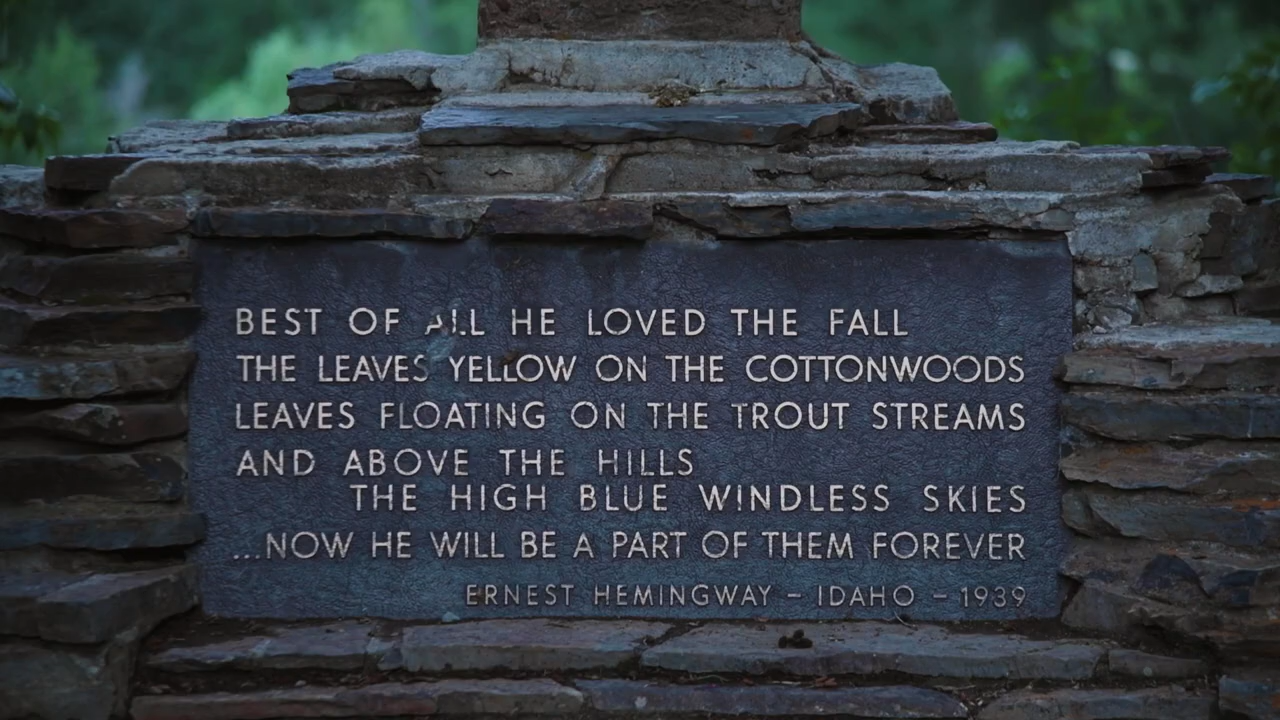 BEST OF ALL HE LOVED THE FALL
THE LEAVES YELLOW ON THE COTTONWOODS
LEAVES FLOATING ON THE TROUT STREAMS
AND ABOVE THE HILLS
THE HIGH BLUE WINDLESS SKIES
...NOW HE WILL BE A PART OF THEM FOREVER
ERNEST HEMINGWAY – IDAHO – 1939